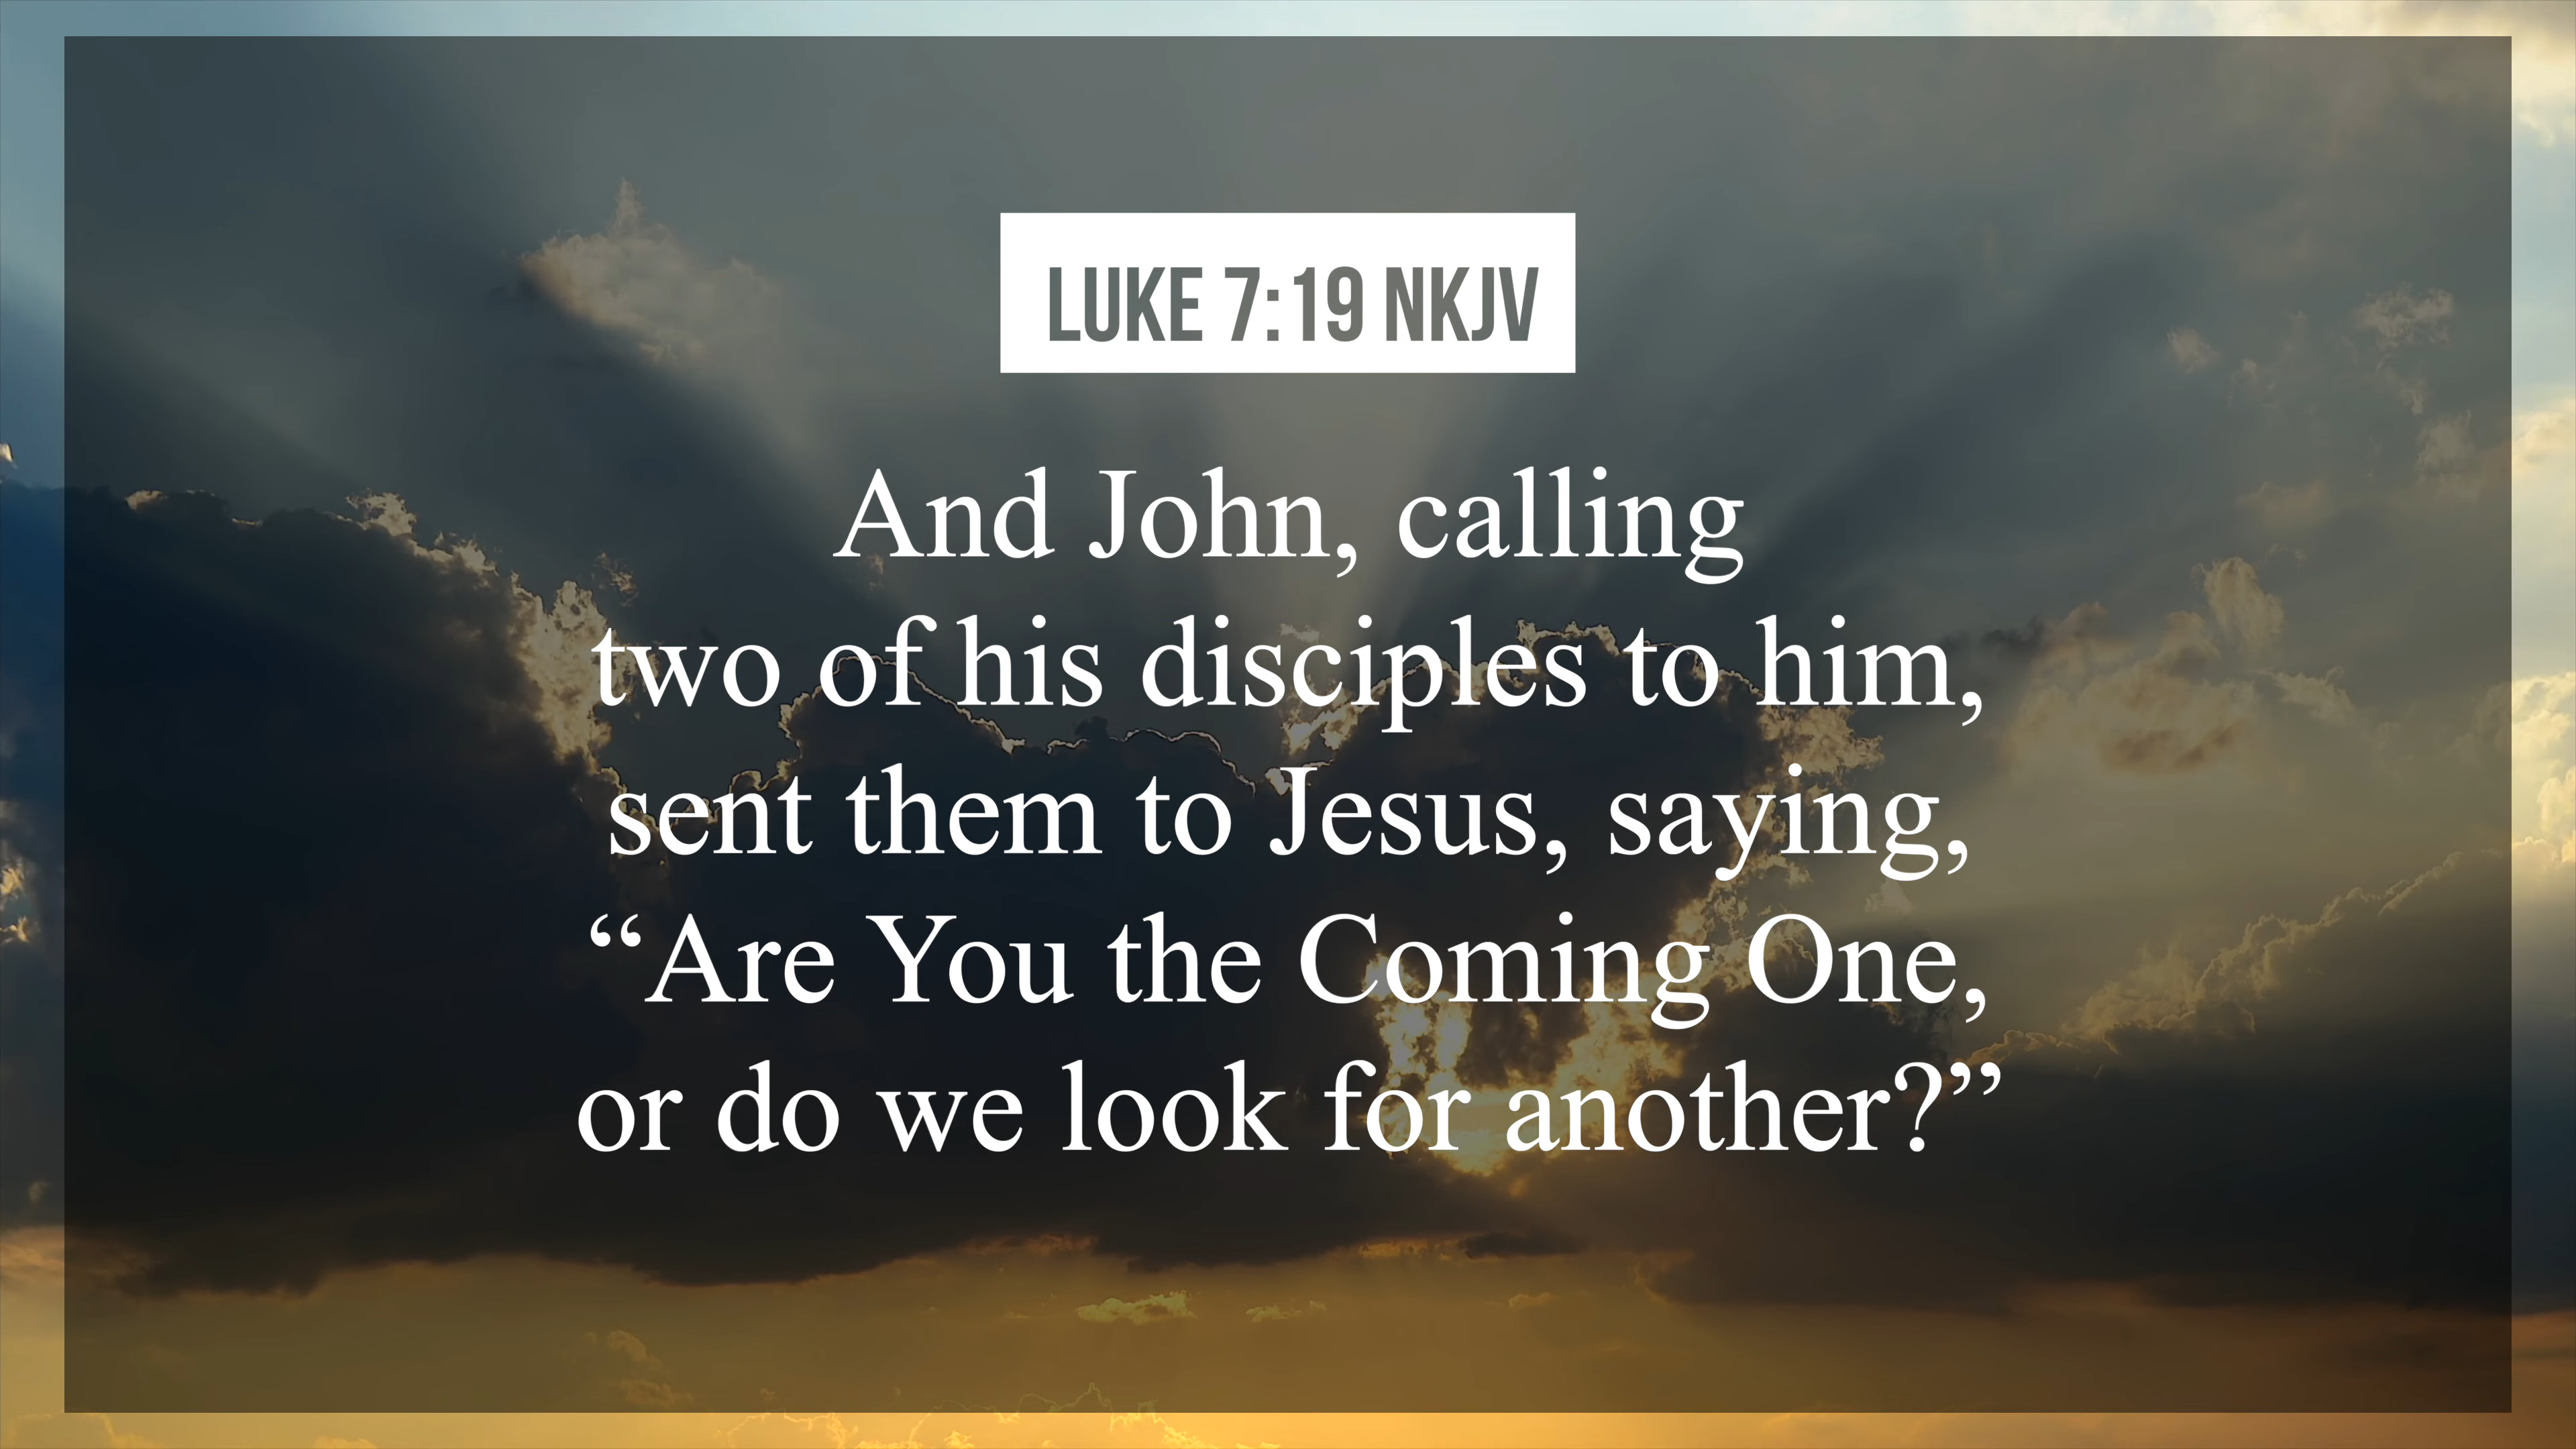 LUKE 7:19 NKJV
And John, calling
two of his disciples to him,
sent them to Jesus, saying,
“Are You the Coming One,
or do we look for another?”